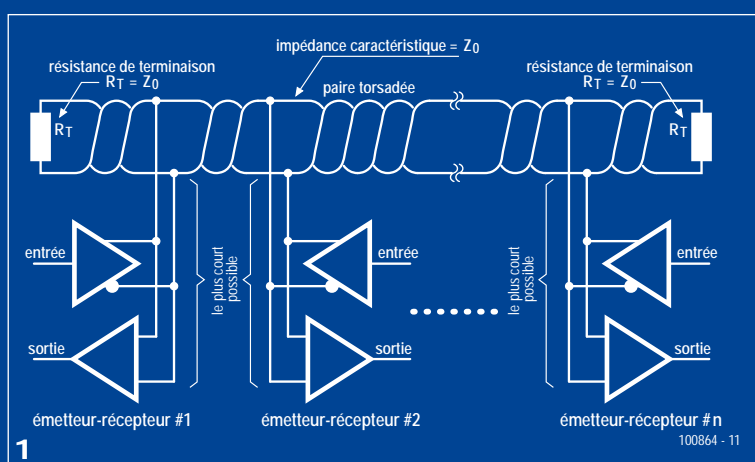 impédance caractéristique = Z0
résistance de terminaison
RT = Z0
paire torsadée
résistance de terminaison
RT = Z0
RT
RT
entrée
le plus court
possible
entrée
le plus court
possible
entrée
sortie
sortie
sortie
émetteur-récepteur #1
émetteur-récepteur #2
émetteur-récepteur #n
1
100864 - 11